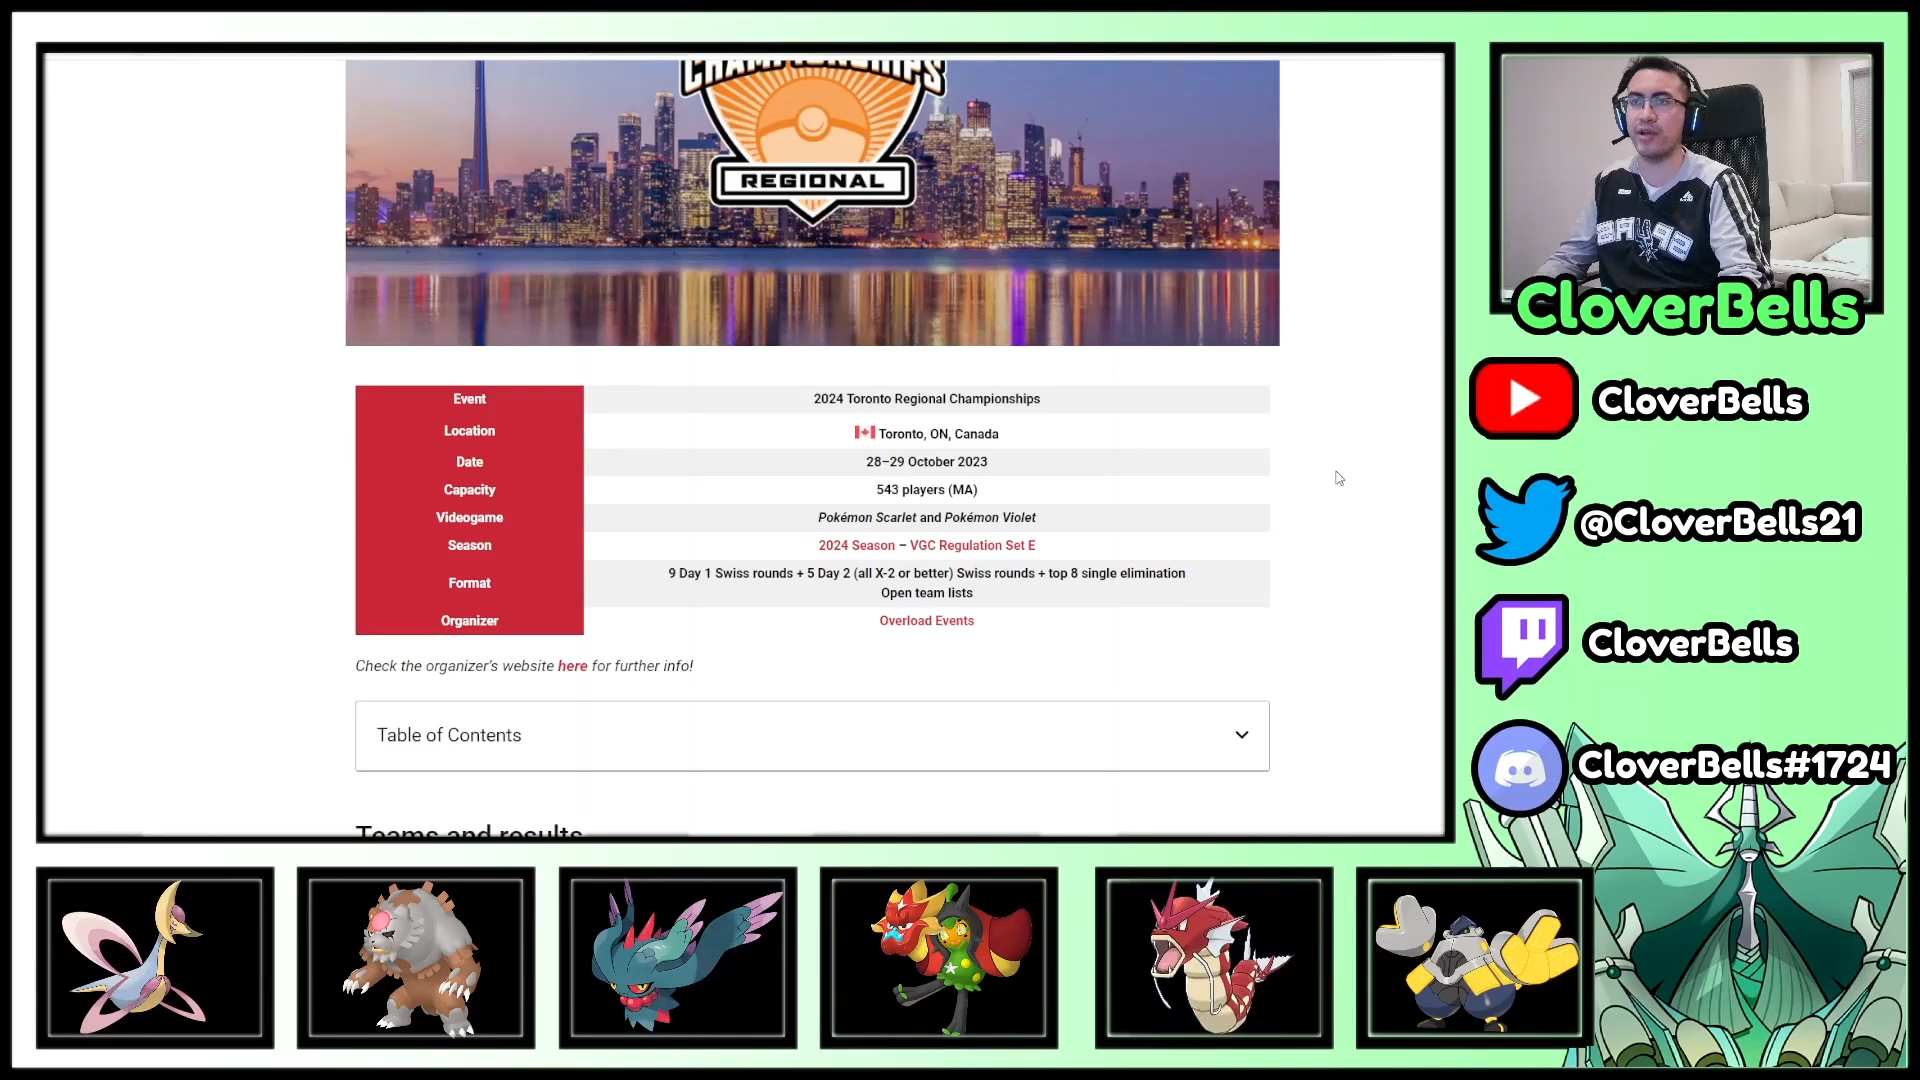 CHAMPIONSHIPS
REGIONAL
Event
2024 Toronto Regional Championships
Location
Toronto, ON, Canada
Date
28–29 October 2023
Capacity
543 players (MA)
Videogame
Pokémon Scarlet and Pokémon Violet
Season
2024 Season – VGC Regulation Set E
Format
9 Day 1 Swiss rounds + 5 Day 2 (all X-2 or better) Swiss rounds + top 8 single elimination
Open team lists
Organizer
Overload Events
Check the organizer's website here for further info!
Table of Contents
Teams and results
CloverBells
CloverBells
@CloverBells21
CloverBells
CloverBells#1724